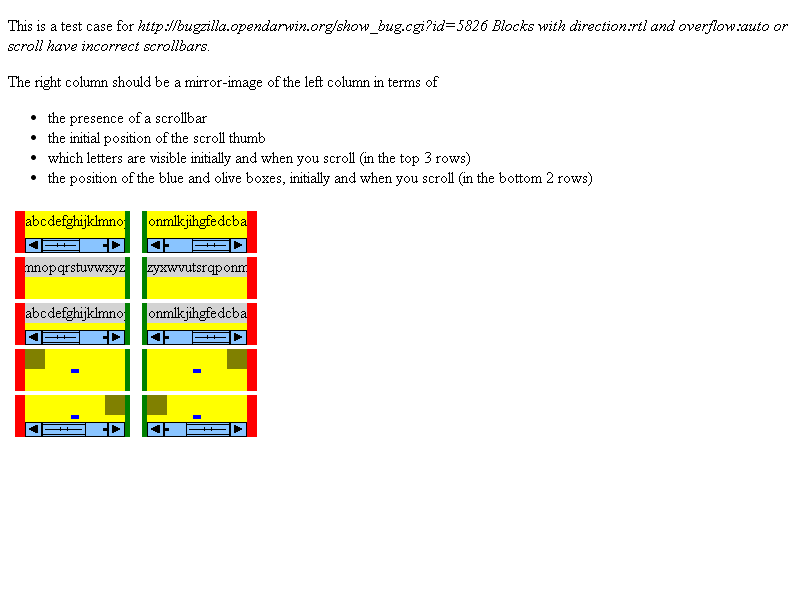 This is a test case for http://bugzilla.opendarwin.org/show_bug.cgi?id=5826 Blocks with direction:rtl and overflow:auto or
scroll have incorrect scrollbars.
The right column should be a mirror-image of the left column in terms of
the presence of a scrollbar
the initial position of the scroll thumb
which letters are visible initially and when you scroll (in the top 3 rows)
the position of the blue and olive boxes, initially and when you scroll (in the bottom 2 rows)
abcdefghijklmno onmlkjihgfedcba
mnopqrstuvwxyz zyxwvutsrqponm
abcdefghijklmno onmlkjihgfedcba